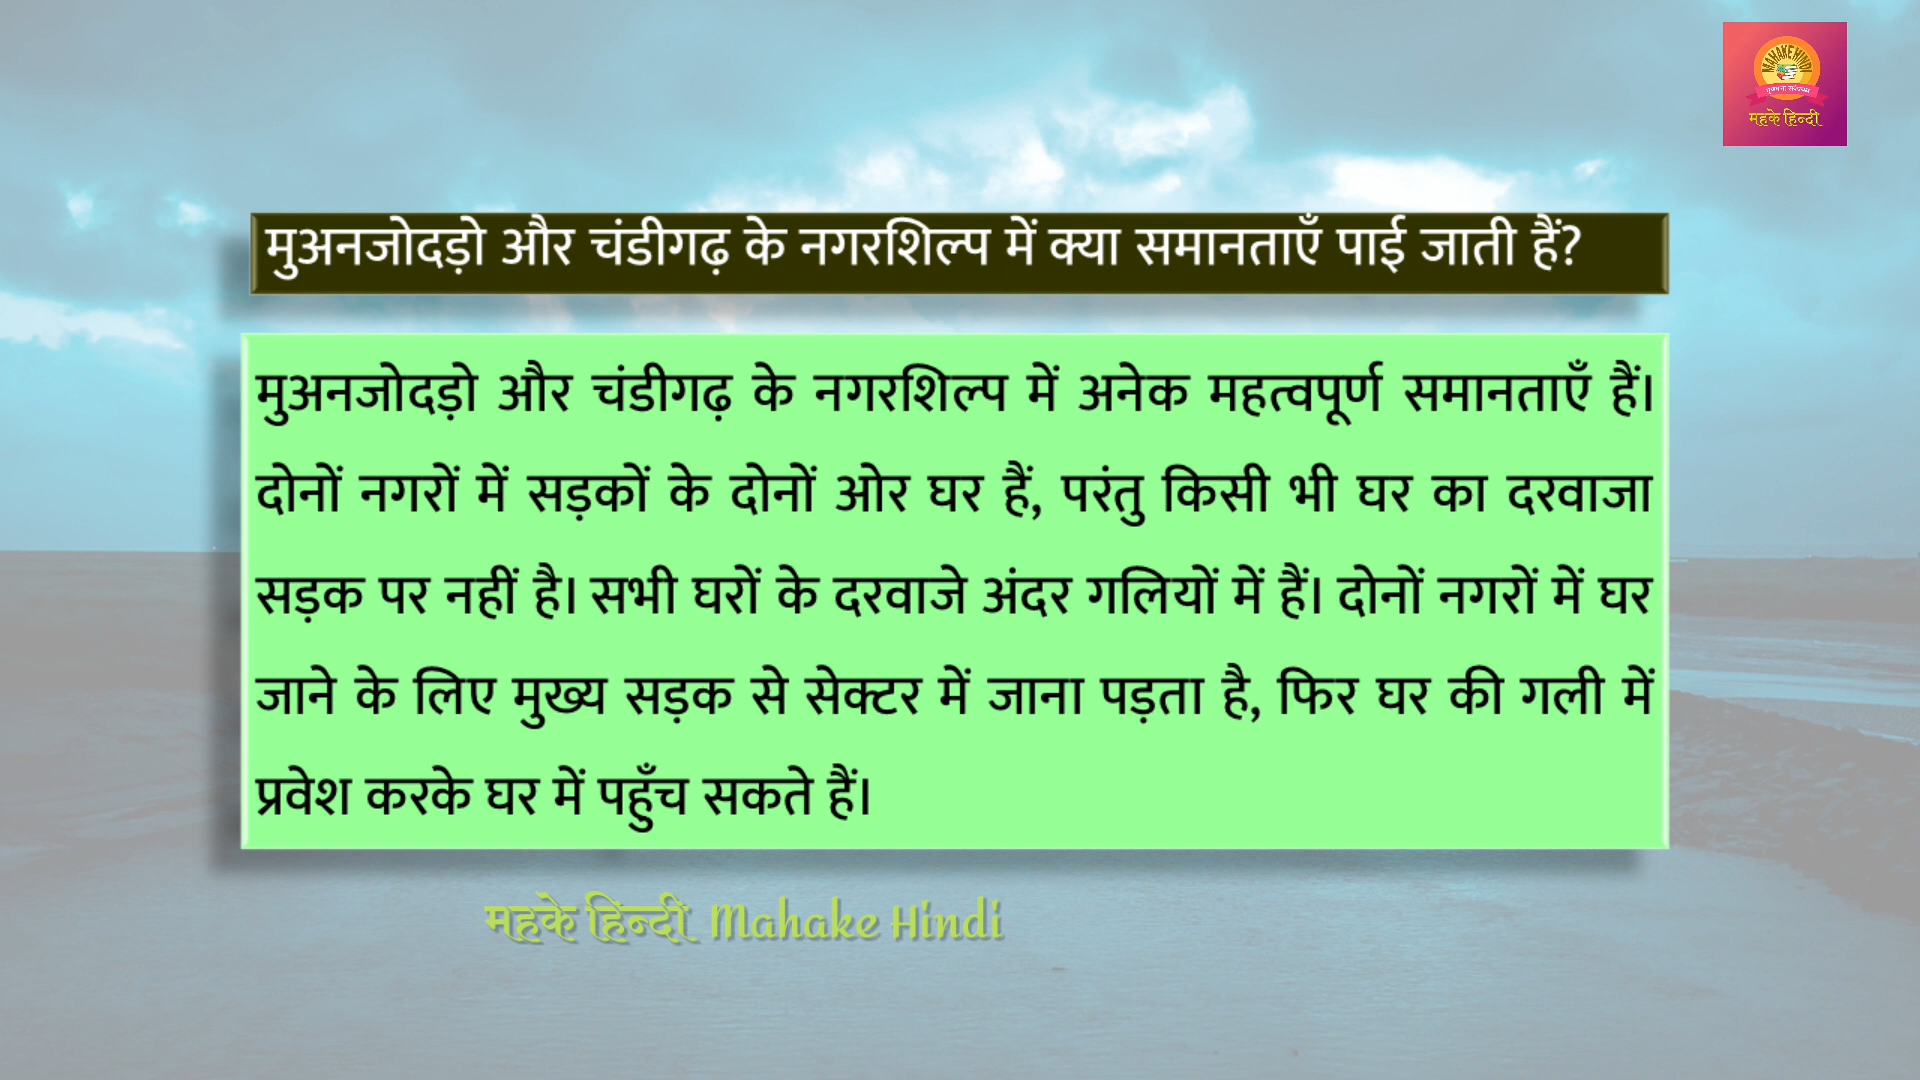 MAHAKE HINDI
महके हिन्दी
मुअनजोदड़ो और चंडीगढ़ के नगरशिल्प में क्या समानताएँ पाई जाती हैं?
मुअनजोदड़ो और चंडीगढ़ के नगरशिल्प में अनेक महत्वपूर्ण समानताएँ हैं।
दोनों नगरों में सड़कों के दोनों ओर घर हैं, परंतु किसी भी घर का दरवाजा
सड़क पर नहीं है। सभी घरों के दरवाजे अंदर गलियों में हैं। दोनों नगरों में घर
जाने के लिए मुख्य सड़क से सेक्टर में जाना पड़ता है, फिर घर की गली में
प्रवेश करके घर में पहुँच सकते हैं।
महके हिन्दी Mahake Hindi